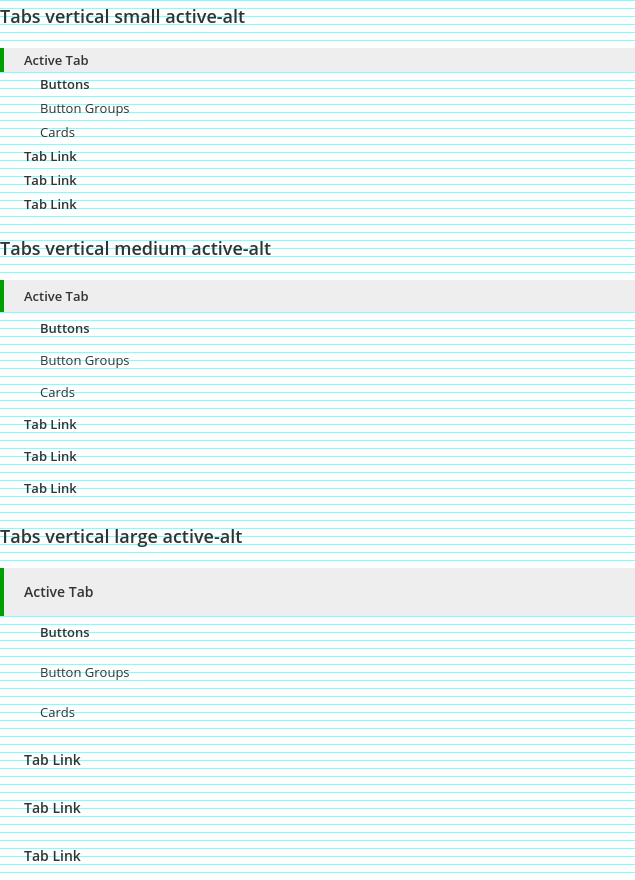 Tabs vertical small active-alt
Active Tab
Buttons
Button Groups
Cards
Tab Link
Tab Link
Tab Link
Tabs vertical medium active-alt
Active Tab
Buttons
Button Groups
Cards
Tab Link
Tab Link
Tab Link
Tabs vertical large active-alt
Active Tab
Buttons
Button Groups
Cards
Tab Link
Tab Link
Tab Link